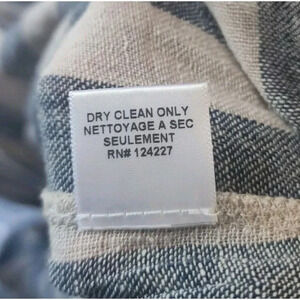 DRY CLEAN ONLY
NETTOYAGE A SEC
SEULEMENT
RN# 124227